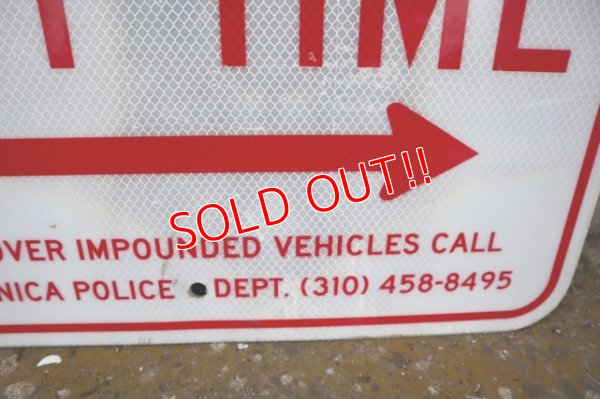 Y TIME
SOLD OUT!!
OVER IMPOUNDED VEHICLES CALL
NICA POLICE DEPT. (310) 458-8495